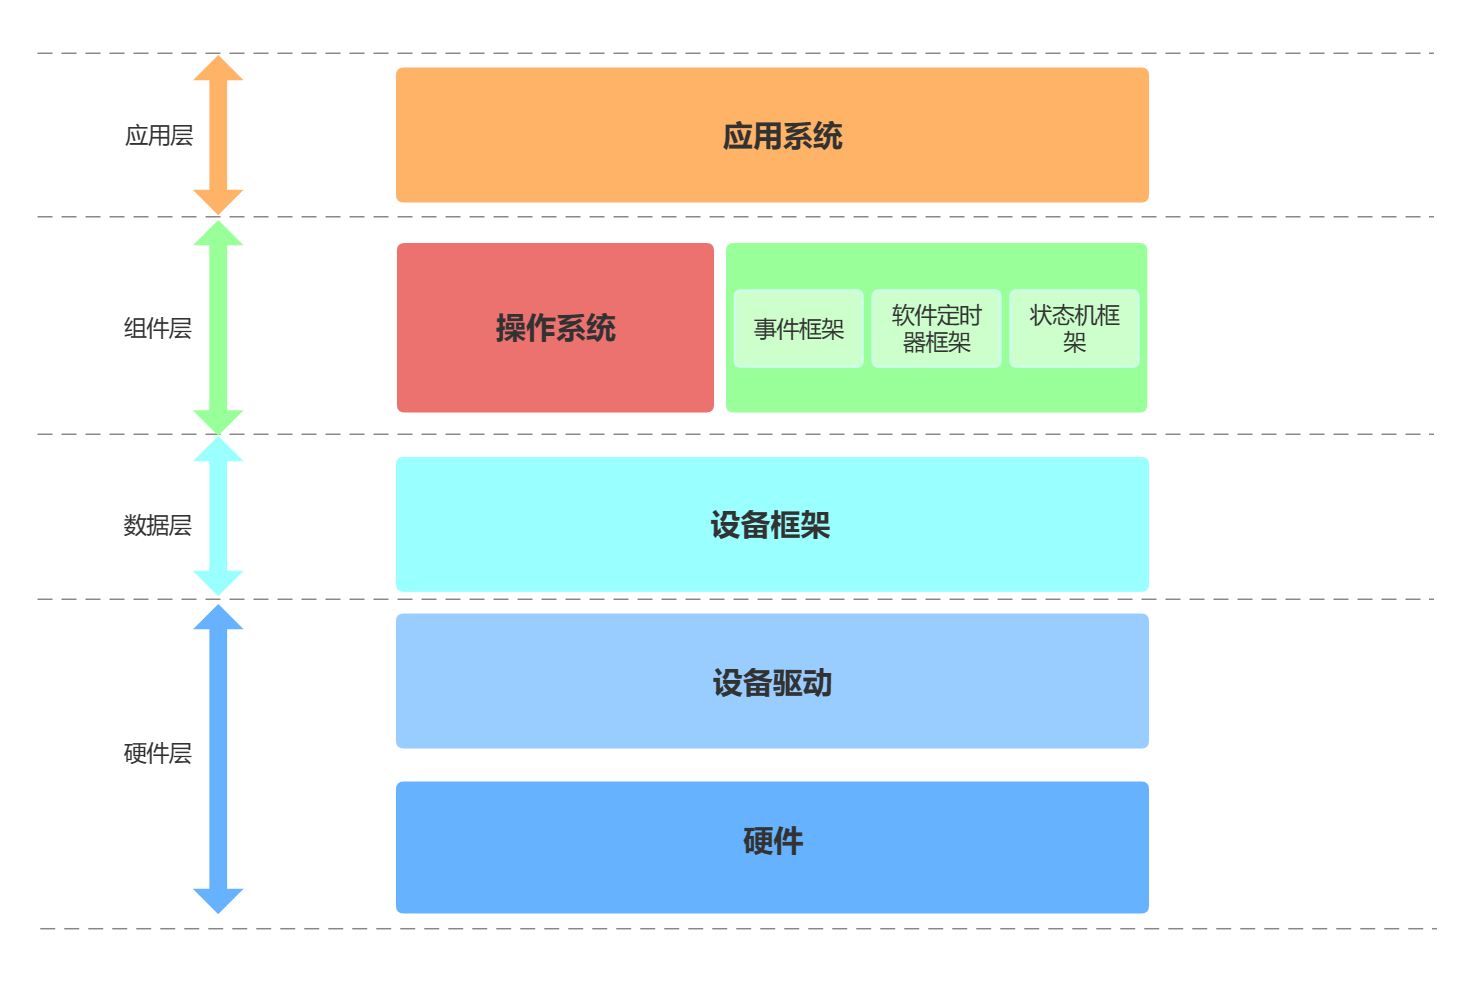 应用层
应用系统
组件层
操作系统
事件框架
软件定时
器框架
状态机框
架
数据层
设备框架
设备驱动
硬件层
硬件